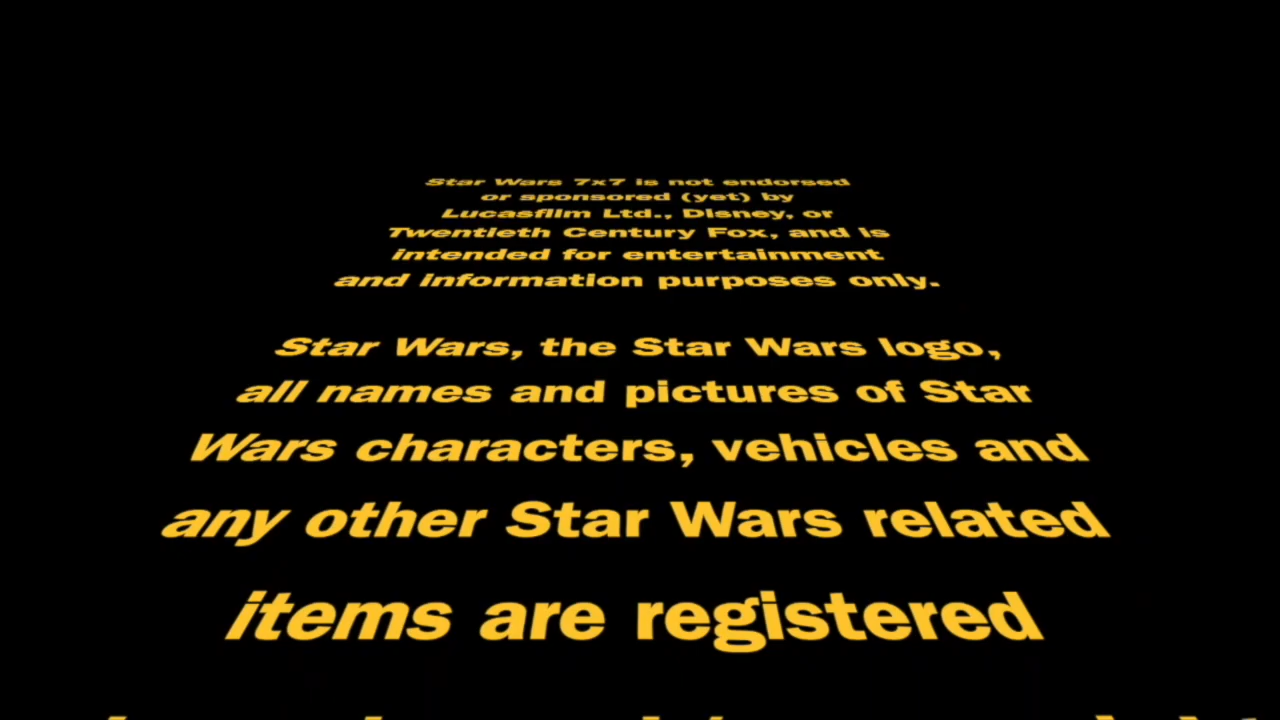 Star Wars 7x7 is not endorsed
or sponsored (yet) by
Lucasfilm Ltd., Disney, or
Twentieth Century Fox, and is
intended for entertainment
and information purposes only.
Star Wars, the Star Wars logo,
all names and pictures of Star
Wars characters, vehicles and
any other Star Wars related
items are registered